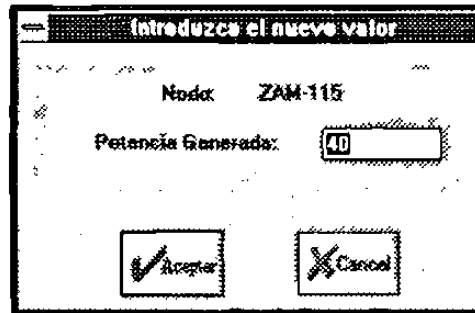 Introduzca el nuevo valor
Nodo: ZAM-115
Potencia Generada: 40
Aceptar
Cancel